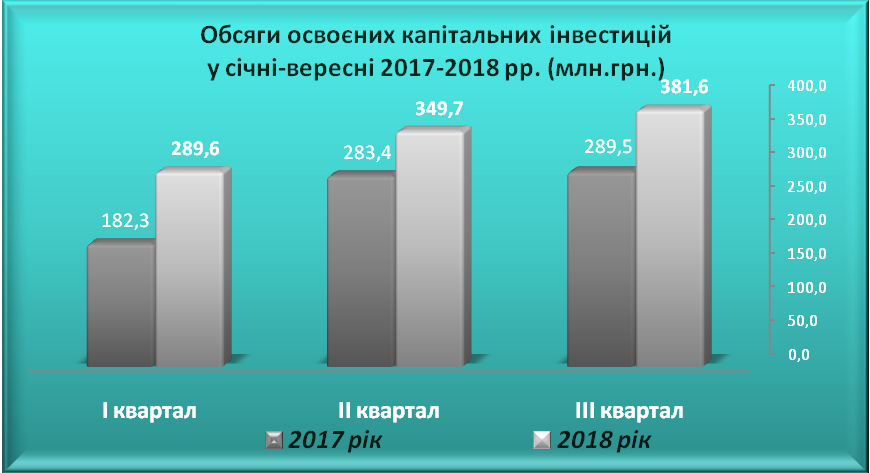 Обсяги освоєних капітальних інвестицій
у січні-вересні 2017-2018 рр. (млн.грн.)
182,3
289,6
283,4
349,7
289,5
381,6
400,0
350,0
300,0
250,0
200,0
150,0
100,0
50,0
0,0
І квартал
ІІ квартал
ІІІ квартал
2017 рік
2018 рік